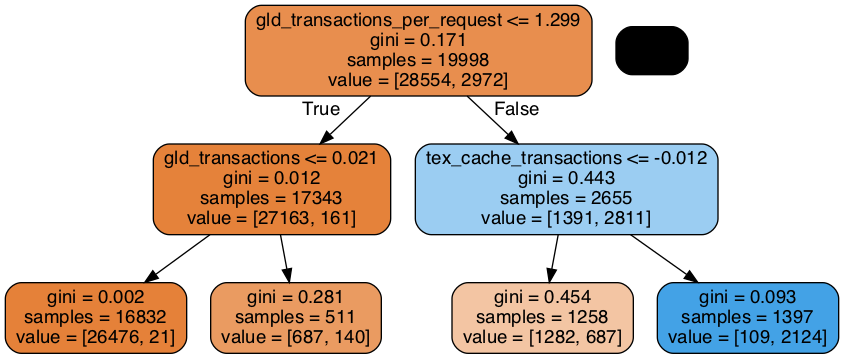 gld_transactions_per_request <= 1.299
gini = 0.171
samples = 19998
value = [28554, 2972]
True
False
gld_transactions <= 0.021
gini = 0.012
samples = 17343
value = [27163, 161]
tex_cache_transactions <= -0.012
gini = 0.443
samples = 2655
value = [1391, 2811]
gini = 0.002
samples = 16832
value = [26476, 21]
gini = 0.281
samples = 511
value = [687, 140]
gini = 0.454
samples = 1258
value = [1282, 687]
gini = 0.093
samples = 1397
value = [109, 2124]